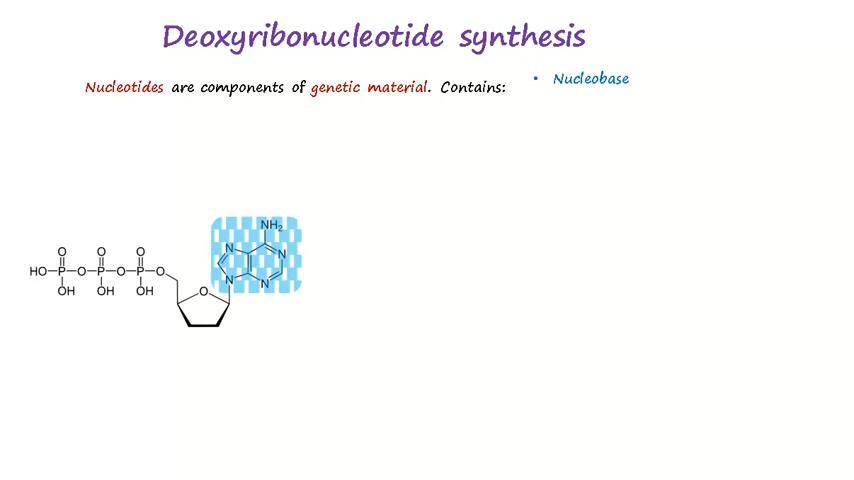 Deoxyribonucleotide synthesis
Nucleotides are components of genetic material. Contains:
• Nucleobase
NH₂
O O O N N
HO P O P O P O N N
OH OH OH O